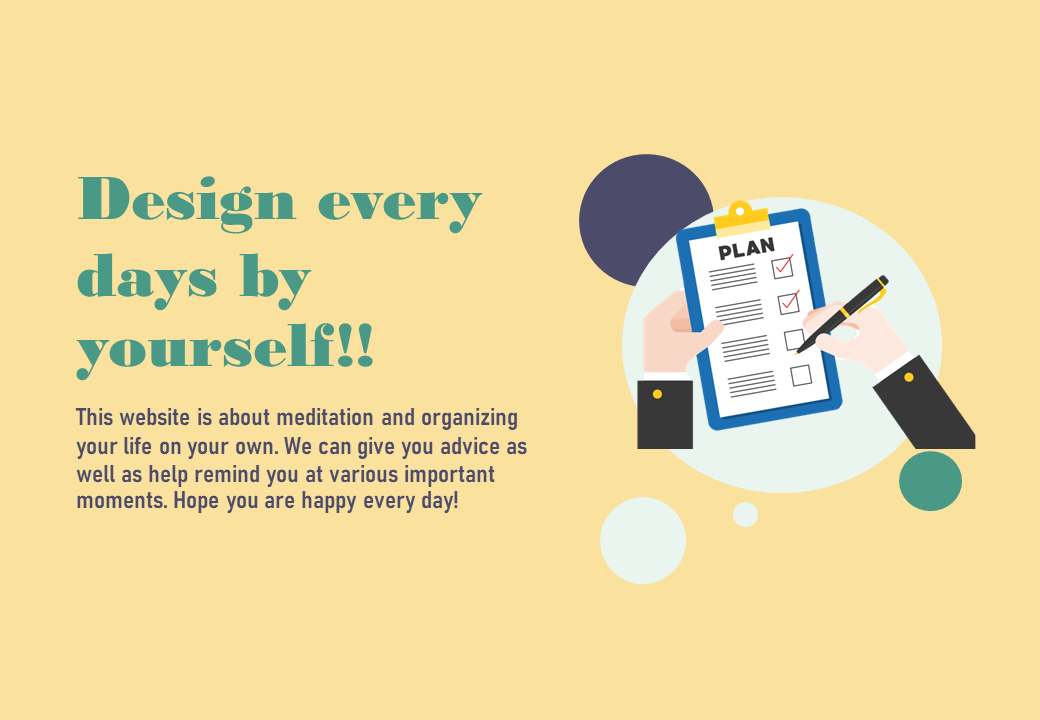 Design every
days by
yourself!!
This website is about meditation and organizing
your life on your own. We can give you advice as
well as help remind you at various important
moments. Hope you are happy every day!
PLAN